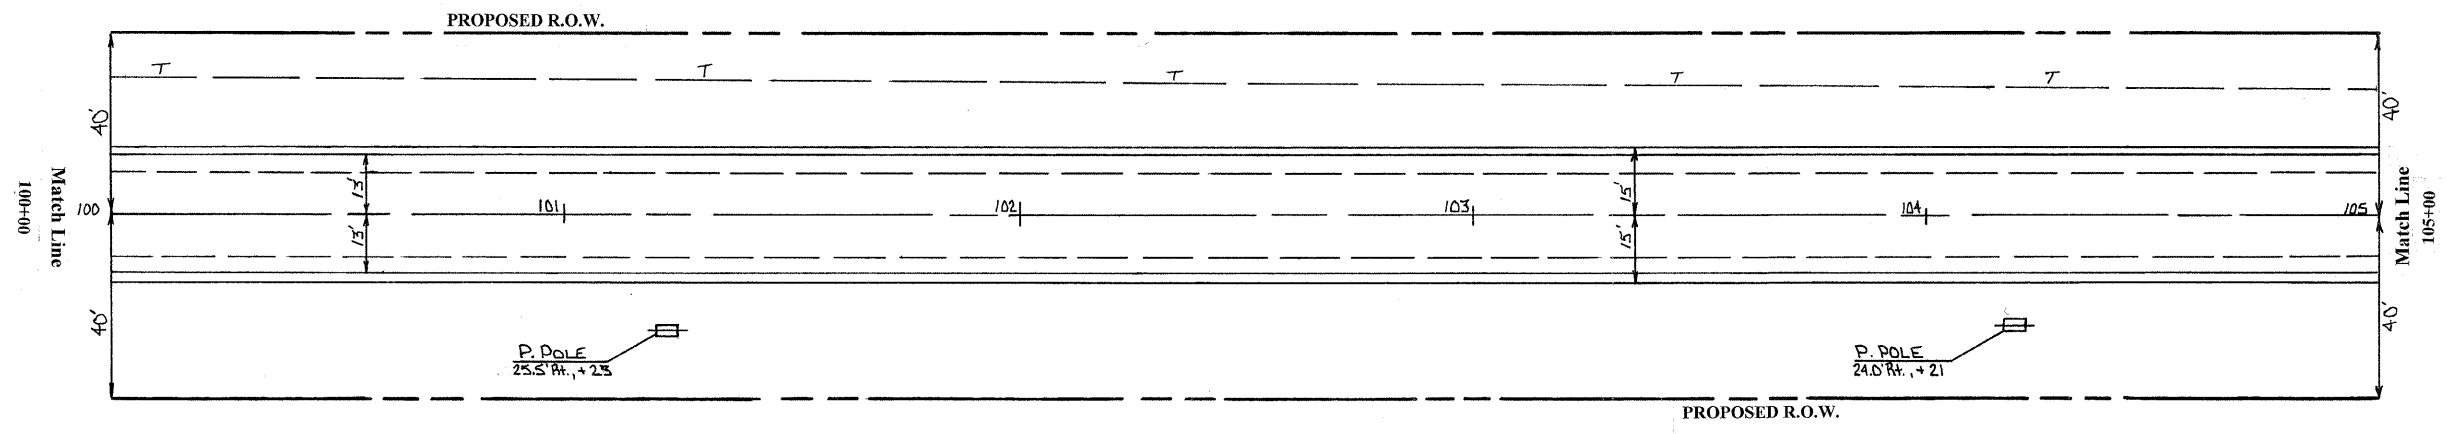 PROPOSED R.O.W.
T T T T T
40' 40'
Match Line
100+00
13' 15'
100 101 102 103 104 105
13' 15'
Match Line
105+00
40' 40'
P. POLE
25.5' Rt., +23
P. POLE
24.0' Rt., +21
PROPOSED R.O.W.